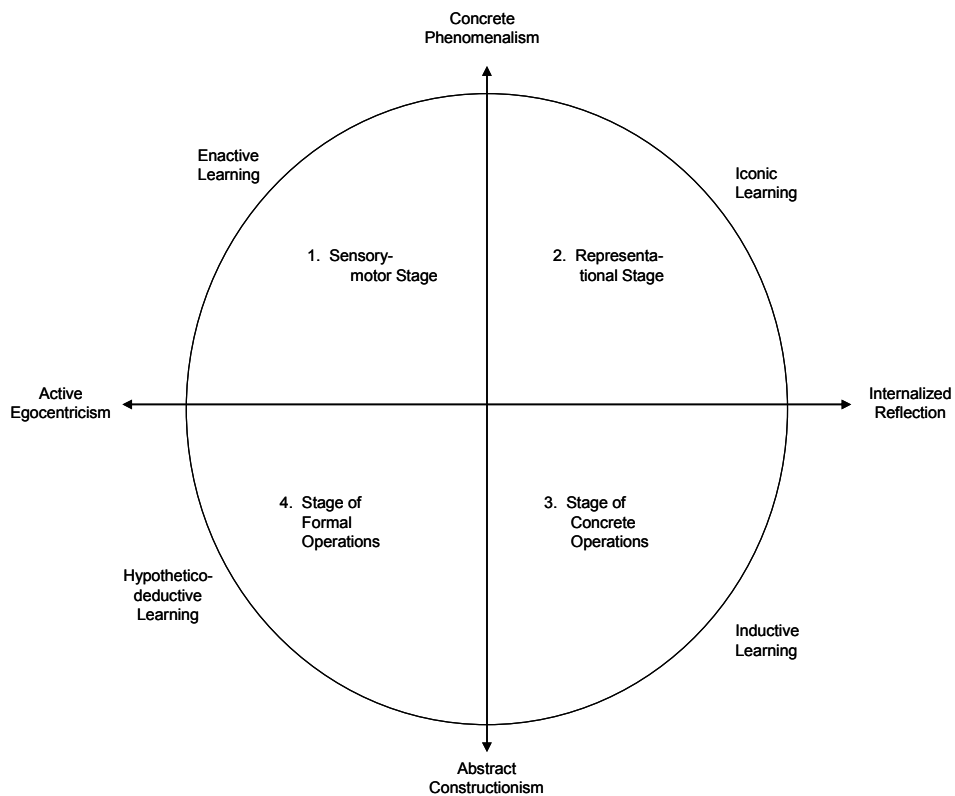 Concrete
Phenomenalism
Enactive
Learning
Iconic
Learning
1. Sensory-
motor Stage
2. Representa-
tional Stage
Active
Egocentricism
Internalized
Reflection
4. Stage of
Formal
Operations
3. Stage of
Concrete
Operations
Hypothetico-
deductive
Learning
Inductive
Learning
Abstract
Constructionism